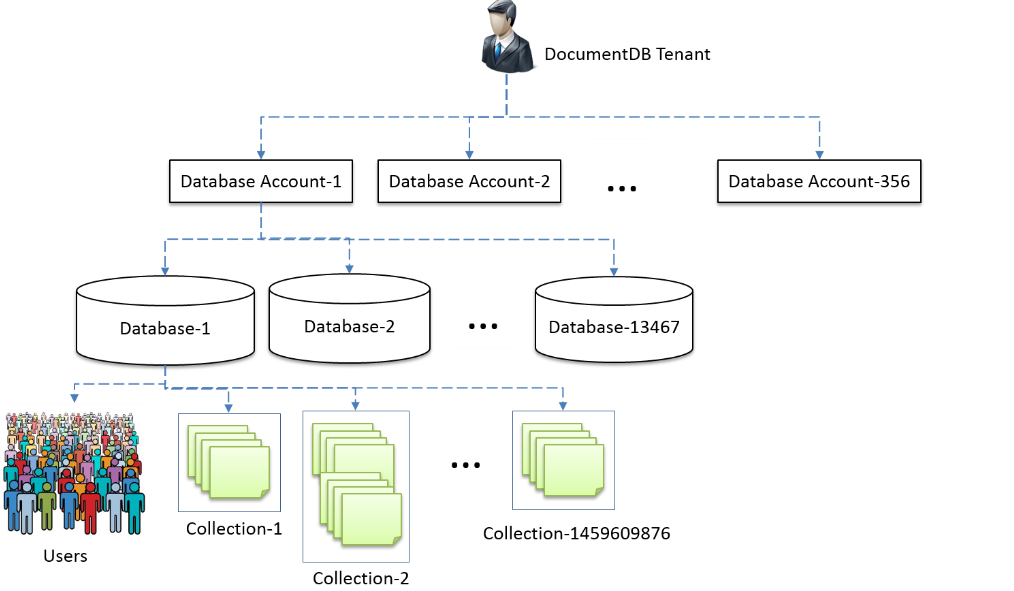 DocumentDB Tenant
Database Account-1
Database Account-2
...
Database Account-356
Database-1
Database-2
...
Database-13467
...
Users
Collection-1
Collection-2
Collection-1459609876